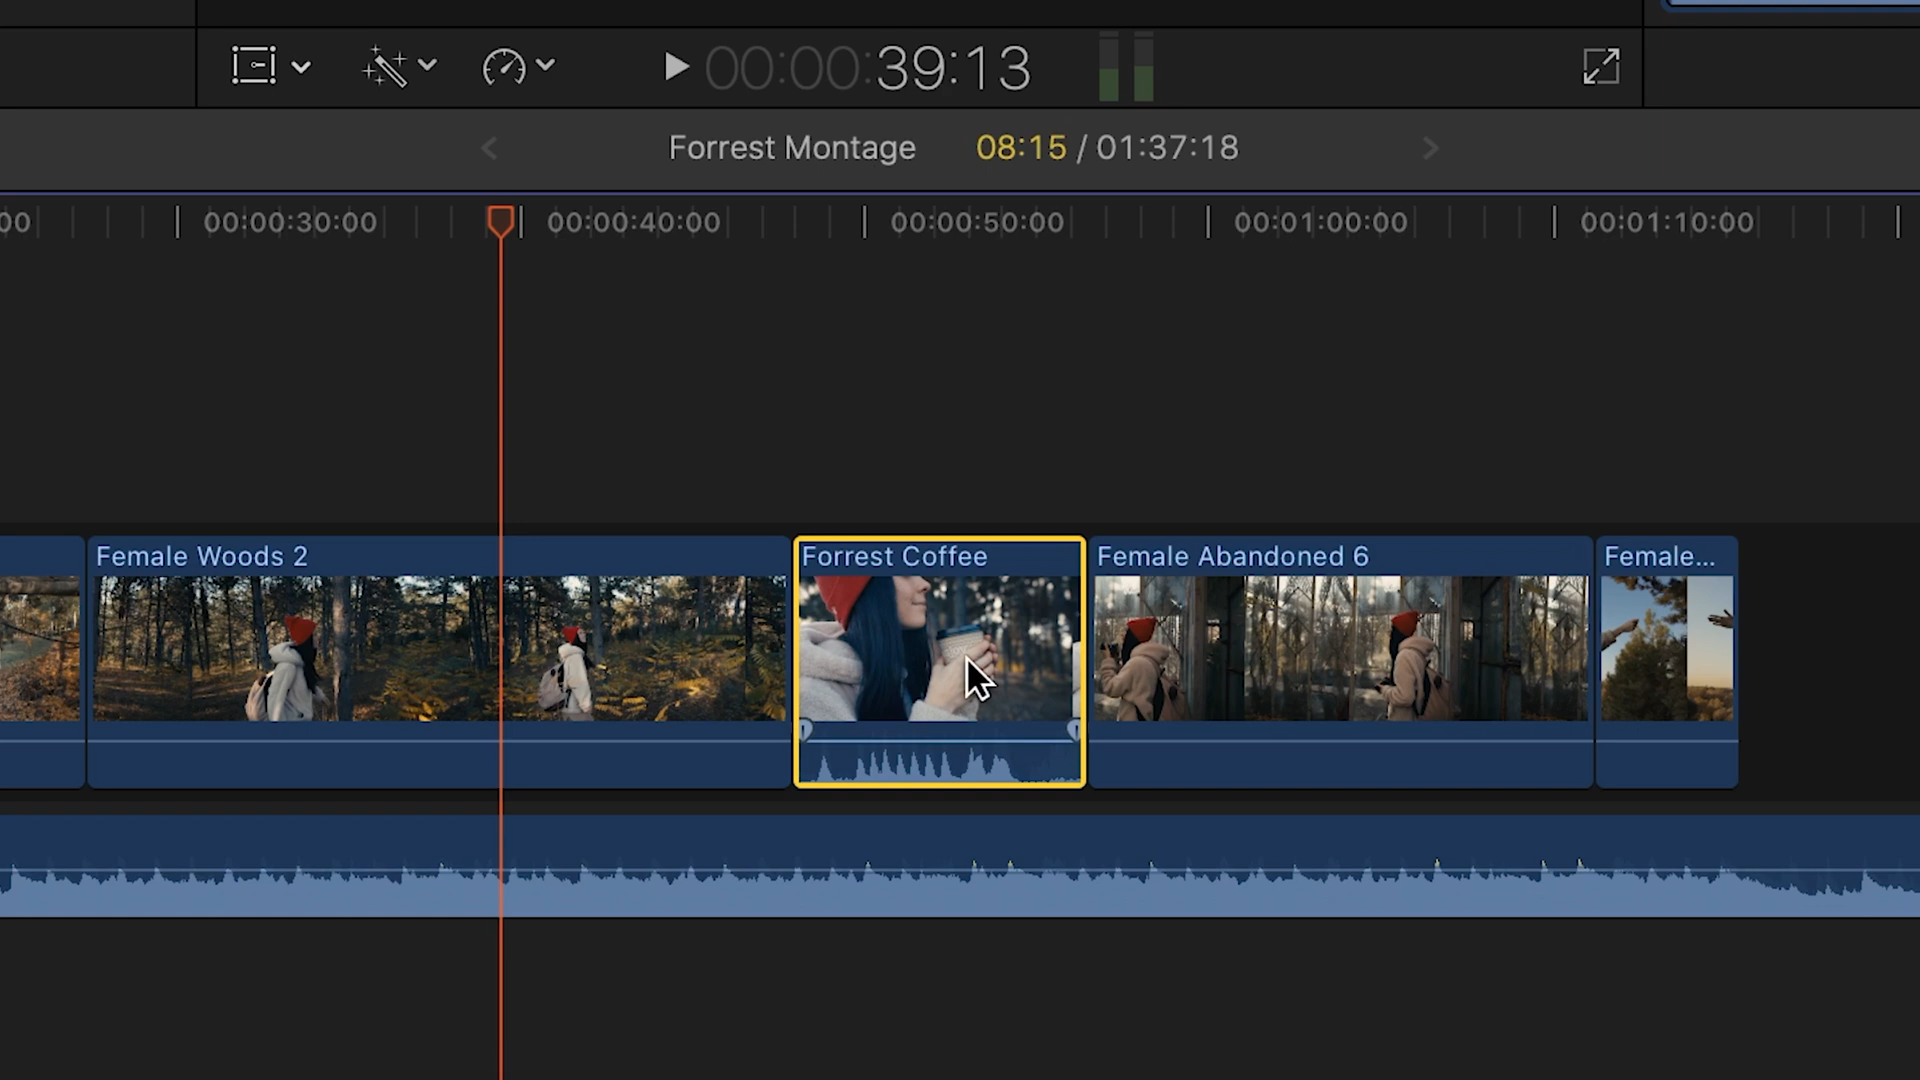 00:00:39:13
Forrest Montage 08:15 / 01:37:18
00 00:00:30:00 00:00:40:00 00:00:50:00 00:01:00:00 00:01:10:00
Female Woods 2 Forrest Coffee Female Abandoned 6 Female...